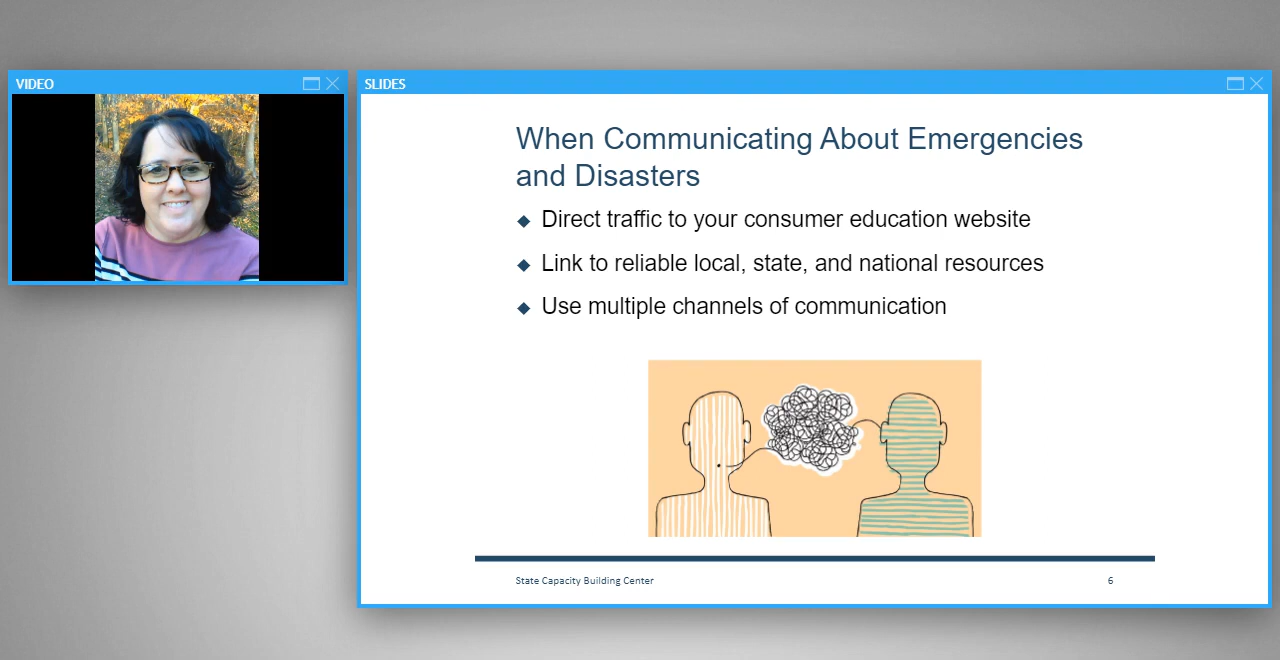 VIDEO
SLIDES
When Communicating About Emergencies
and Disasters
Direct traffic to your consumer education website
Link to reliable local, state, and national resources
Use multiple channels of communication
State Capacity Building Center
6